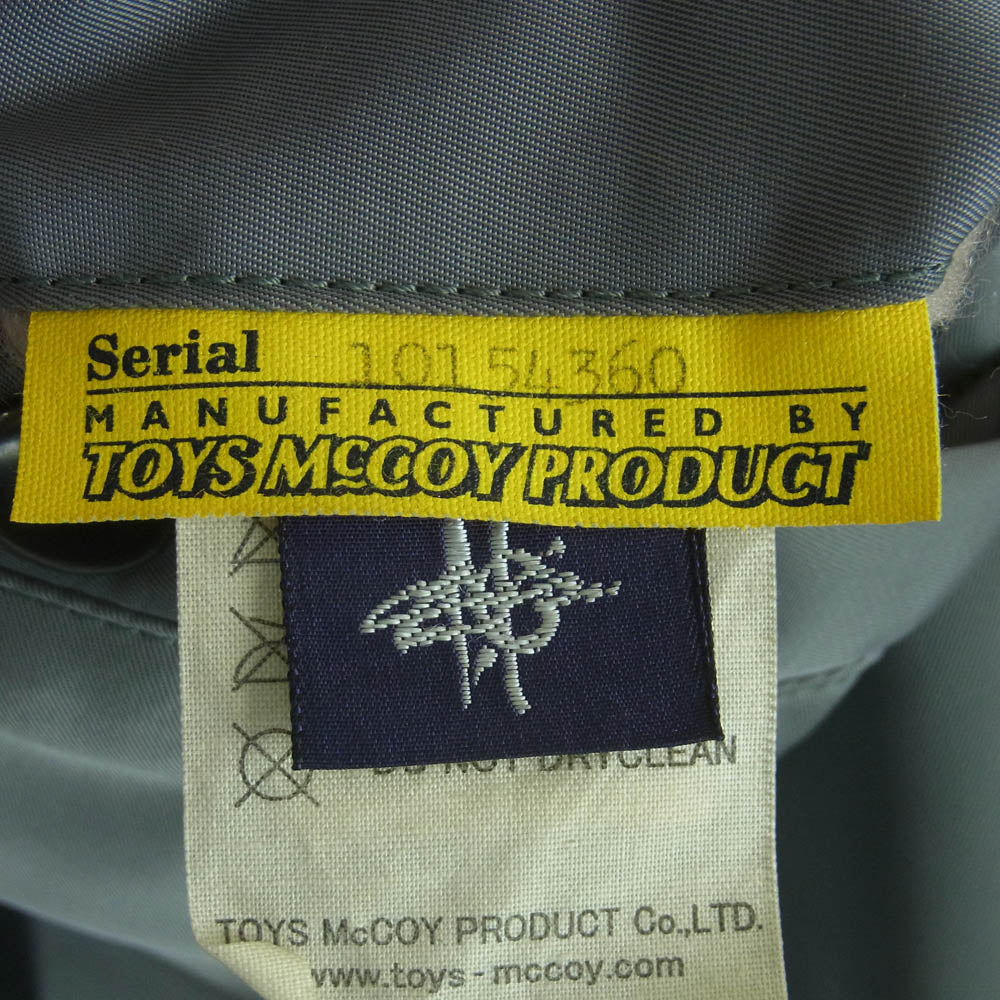 Serial 10154360
MANUFACTURED BY
TOYS McCOY PRODUCT
DO NOT DRYCLEAN
TOYS McCOY PRODUCT Co.,LTD.
www.toys-mccoy.com